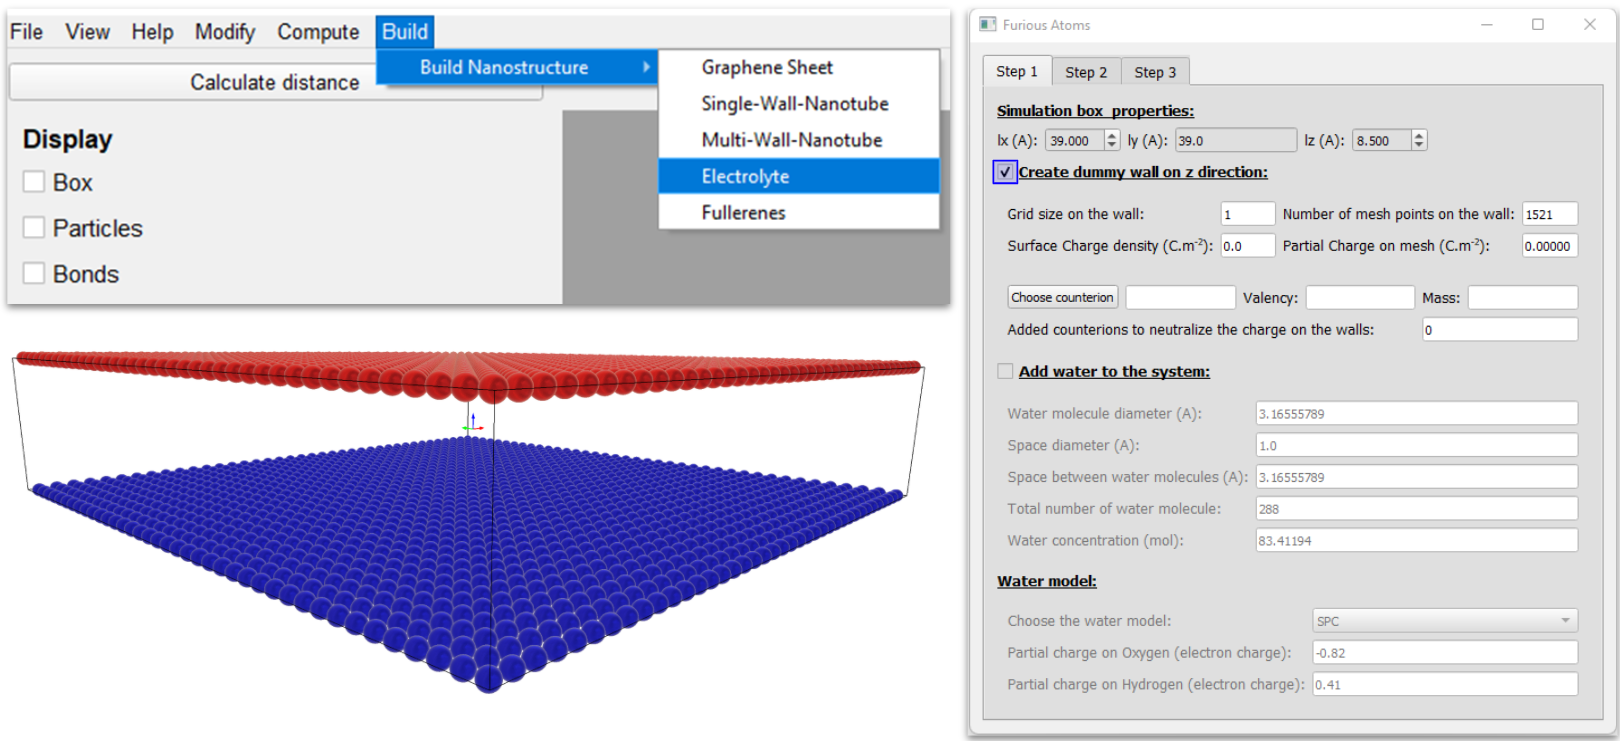 File View Help Modify Compute Build
Calculate distance
Build Nanostructure
Graphene Sheet
Single-Wall-Nanotube
Multi-Wall-Nanotube
Electrolyte
Fullerenes
Display
Box
Particles
Bonds
Furious Atoms
Step 1 Step 2 Step 3
Simulation box properties:
lx (A): 39.000 ly (A): 39.0 lz (A): 8.500
Create dummy wall on z direction:
Grid size on the wall: 1 Number of mesh points on the wall: 1521
Surface Charge density (C.m⁻²): 0.0 Partial Charge on mesh (C.m⁻²): 0.00000
Choose counterion Valency: Mass:
Added counterions to neutralize the charge on the walls: 0
Add water to the system:
Water molecule diameter (A): 3.16555789
Space diameter (A): 1.0
Space between water molecules (A): 3.16555789
Total number of water molecule: 288
Water concentration (mol): 83.41194
Water model:
Choose the water model: SPC
Partial charge on Oxygen (electron charge): -0.82
Partial charge on Hydrogen (electron charge): 0.41